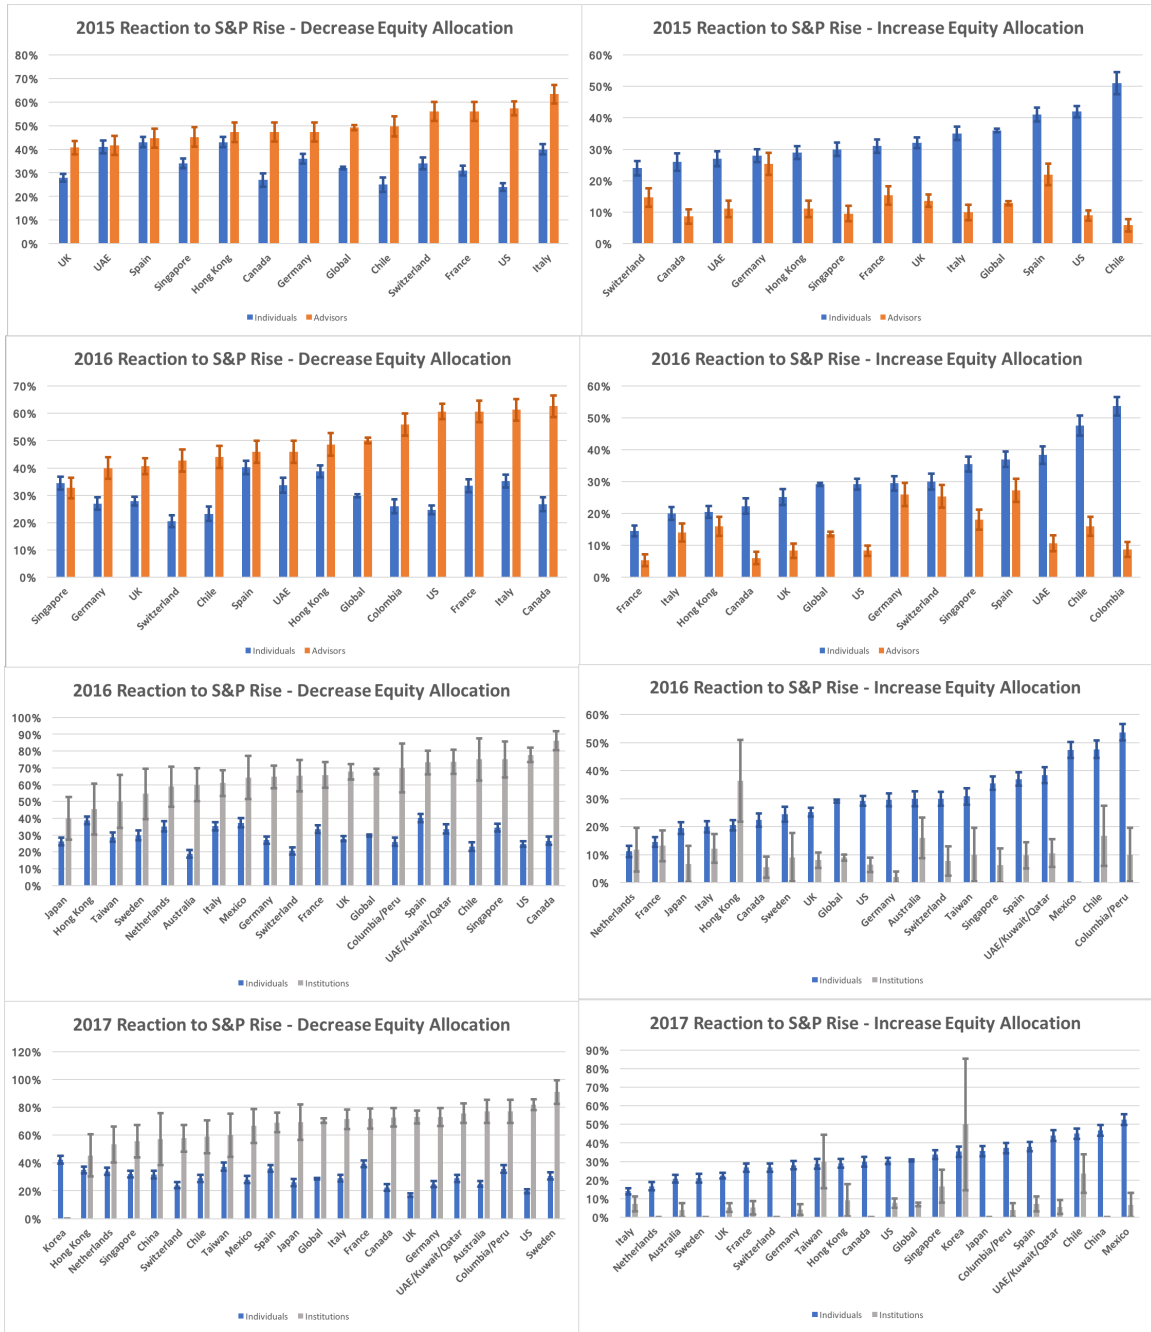 2015 Reaction to S&P Rise - Decrease Equity Allocation
80%
70%
60%
50%
40%
30%
20%
10%
0%
UK UAE Spain Singapore Hong Kong Canada Germany Global Chile Switzerland France US Italy
Individuals Advisors
2015 Reaction to S&P Rise - Increase Equity Allocation
60%
50%
40%
30%
20%
10%
0%
Switzerland Canada UAE Germany Hong Kong Singapore France UK Italy Global Spain US Chile
Individuals Advisors
2016 Reaction to S&P Rise - Decrease Equity Allocation
70%
60%
50%
40%
30%
20%
10%
0%
Singapore Germany UK Switzerland Chile Spain UAE Hong Kong Global Colombia US France Italy Canada
Individuals Advisors
2016 Reaction to S&P Rise - Increase Equity Allocation
60%
50%
40%
30%
20%
10%
0%
France Italy Hong Kong Canada UK Global US Germany Switzerland Singapore Spain UAE Chile Colombia
Individuals Advisors
2016 Reaction to S&P Rise - Decrease Equity Allocation
100%
90%
80%
70%
60%
50%
40%
30%
20%
10%
0%
Japan Hong Kong Taiwan Sweden Netherlands Australia Italy Mexico Germany Switzerland France UK Global Columbia/Peru Spain UAE/Kuwait/Qatar Chile Singapore US Canada
Individuals Institutions
2016 Reaction to S&P Rise - Increase Equity Allocation
60%
50%
40%
30%
20%
10%
0%
Netherlands France Japan Italy Hong Kong Canada Sweden UK Global US Germany Australia Switzerland Taiwan Singapore Spain UAE/Kuwait/Qatar Mexico Chile Columbia/Peru
Individuals Institutions
2017 Reaction to S&P Rise - Decrease Equity Allocation
120%
100%
80%
60%
40%
20%
0%
Korea Hong Kong Netherlands Singapore China Switzerland Chile Taiwan Mexico Spain Japan Global Italy France Canada UK Germany UAE/Kuwait/Qatar Australia Columbia/Peru US Sweden
Individuals Institutions
2017 Reaction to S&P Rise - Increase Equity Allocation
90%
80%
70%
60%
50%
40%
30%
20%
10%
0%
Italy Netherlands Australia Sweden UK France Switzerland Germany Taiwan Hong Kong Canada US Global Singapore Korea Japan Columbia/Peru Spain UAE/Kuwait/Qatar Chile China Mexico
Individuals Institutions